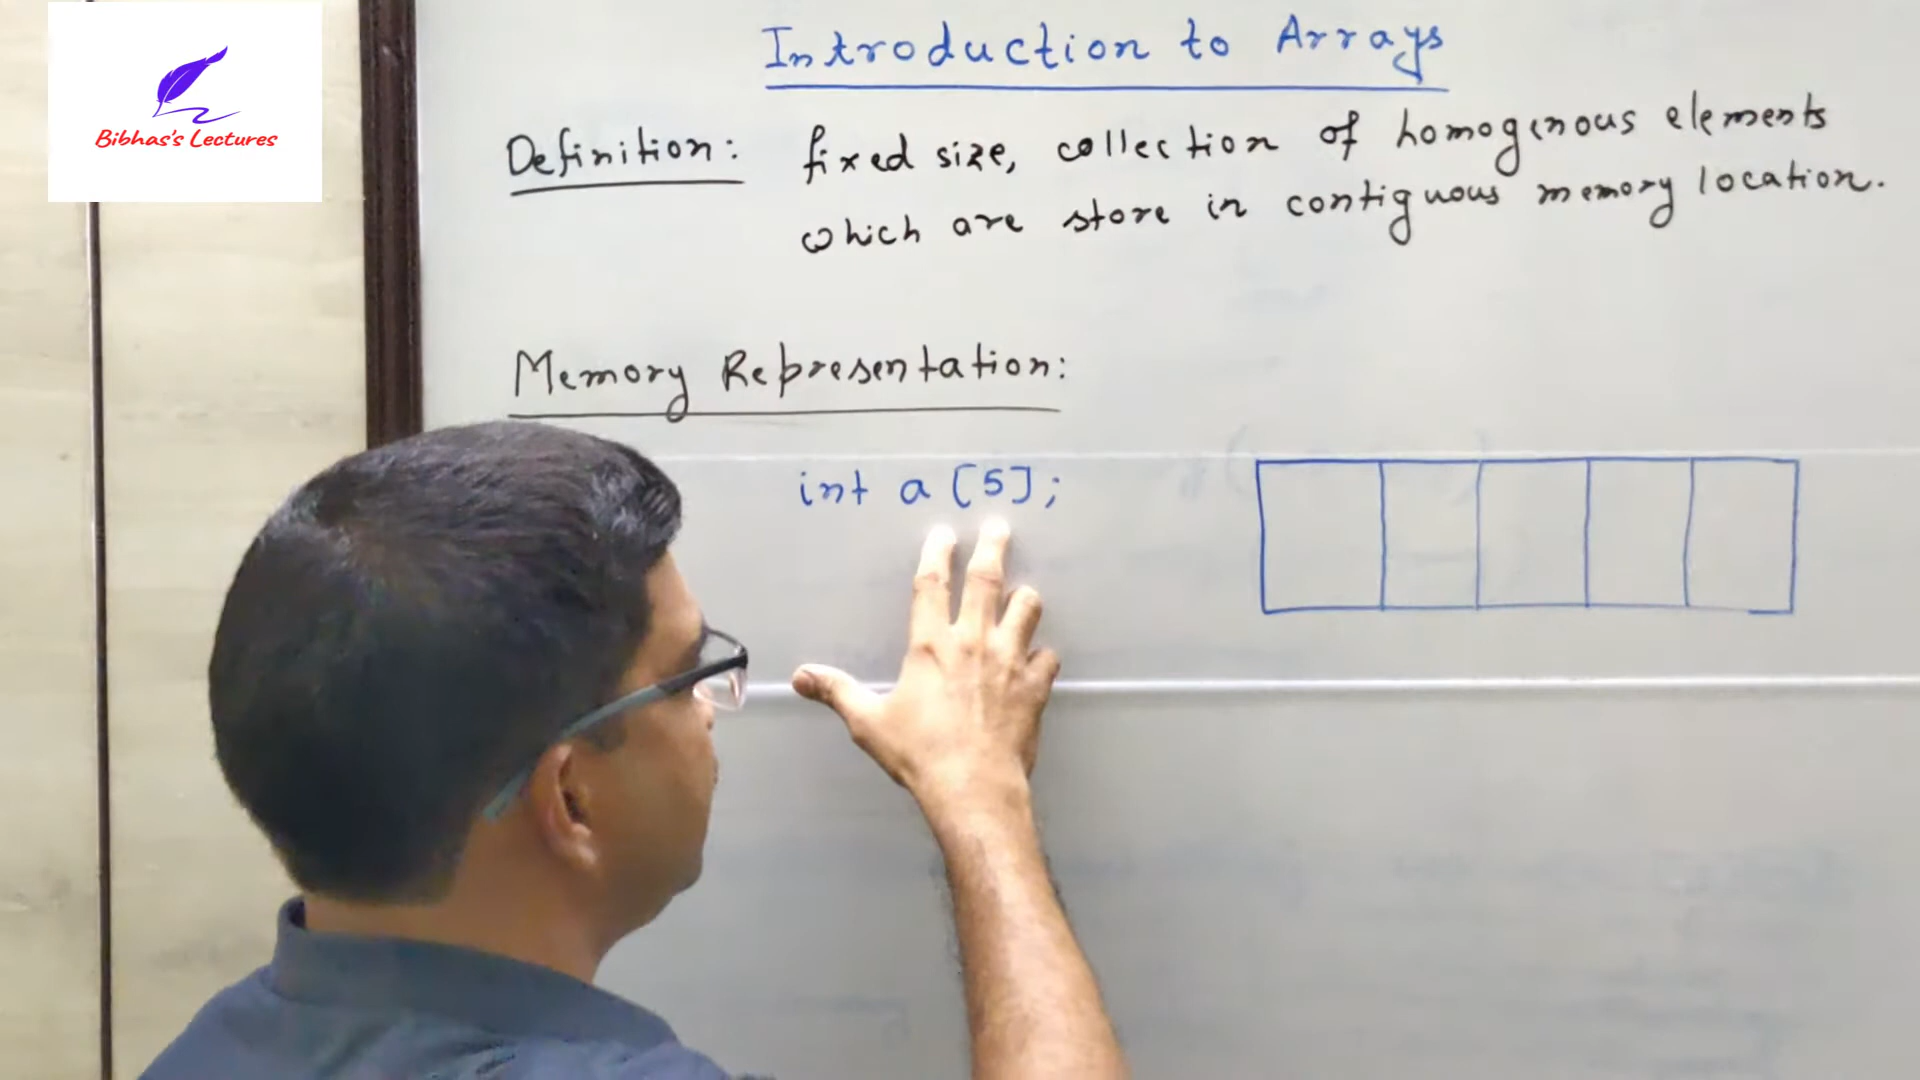 Bibhas's Lectures
Introduction to Arrays
Definition: fixed size, collection of homogenous elements
which are store in contiguous memory location.
Memory Representation:
int a [5];